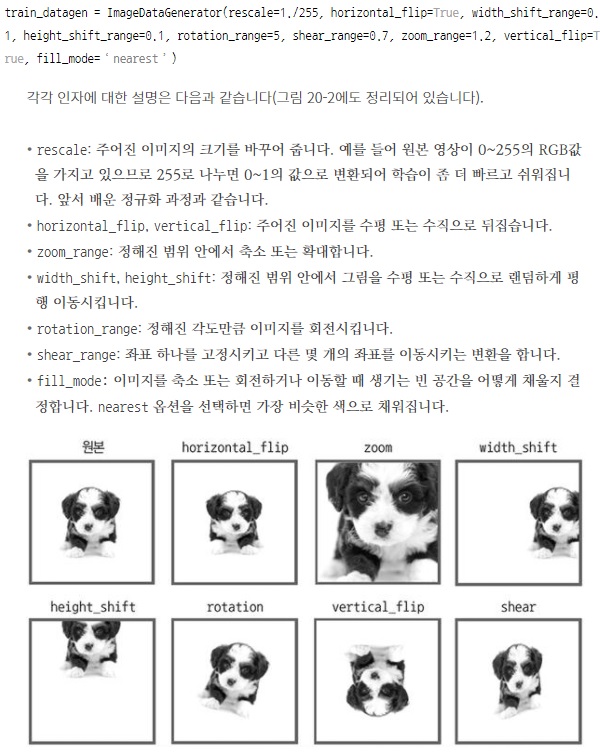 train_datagen = ImageDataGenerator(rescale=1./255, horizontal_flip=True, width_shift_range=0.
1, height_shift_range=0.1, rotation_range=5, shear_range=0.7, zoom_range=1.2, vertical_flip=T
rue, fill_mode=‘nearest’)
각각 인자에 대한 설명은 다음과 같습니다(그림 20-2에도 정리되어 있습니다).
• rescale: 주어진 이미지의 크기를 바꾸어 줍니다. 예를 들어 원본 영상이 0~255의 RGB값
을 가지고 있으므로 255로 나누면 0~1의 값으로 변환되어 학습이 좀 더 빠르고 쉬워집니
다. 앞서 배운 정규화 과정과 같습니다.
• horizontal_flip, vertical_flip: 주어진 이미지를 수평 또는 수직으로 뒤집습니다.
• zoom_range: 정해진 범위 안에서 축소 또는 확대합니다.
• width_shift, height_shift: 정해진 범위 안에서 그림을 수평 또는 수직으로 랜덤하게 평
행 이동시킵니다.
• rotation_range: 정해진 각도만큼 이미지를 회전시킵니다.
• shear_range: 좌표 하나를 고정시키고 다른 몇 개의 좌표를 이동시키는 변환을 합니다.
• fill_mode: 이미지를 축소 또는 회전하거나 이동할 때 생기는 빈 공간을 어떻게 채울지 결
정합니다. nearest 옵션을 선택하면 가장 비슷한 색으로 채워집니다.
원본 horizontal_flip zoom width_shift
height_shift rotation vertical_flip shear